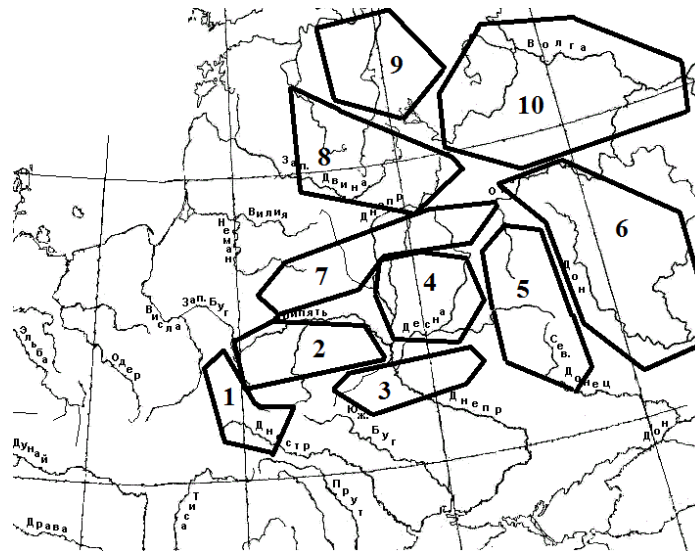 Волга
9
10
8
Зап.
Двина
О
Днепр
Вилия
Неман
6
7
4
5
Дон
Зап. Буг
Висла
Припять
Десна
Эльба
Одер
2
Сев.
Донец
3
1
Днепр
Юж.
Буг
Днестр
Дон
Дунай
Тиса
Прут
Драва